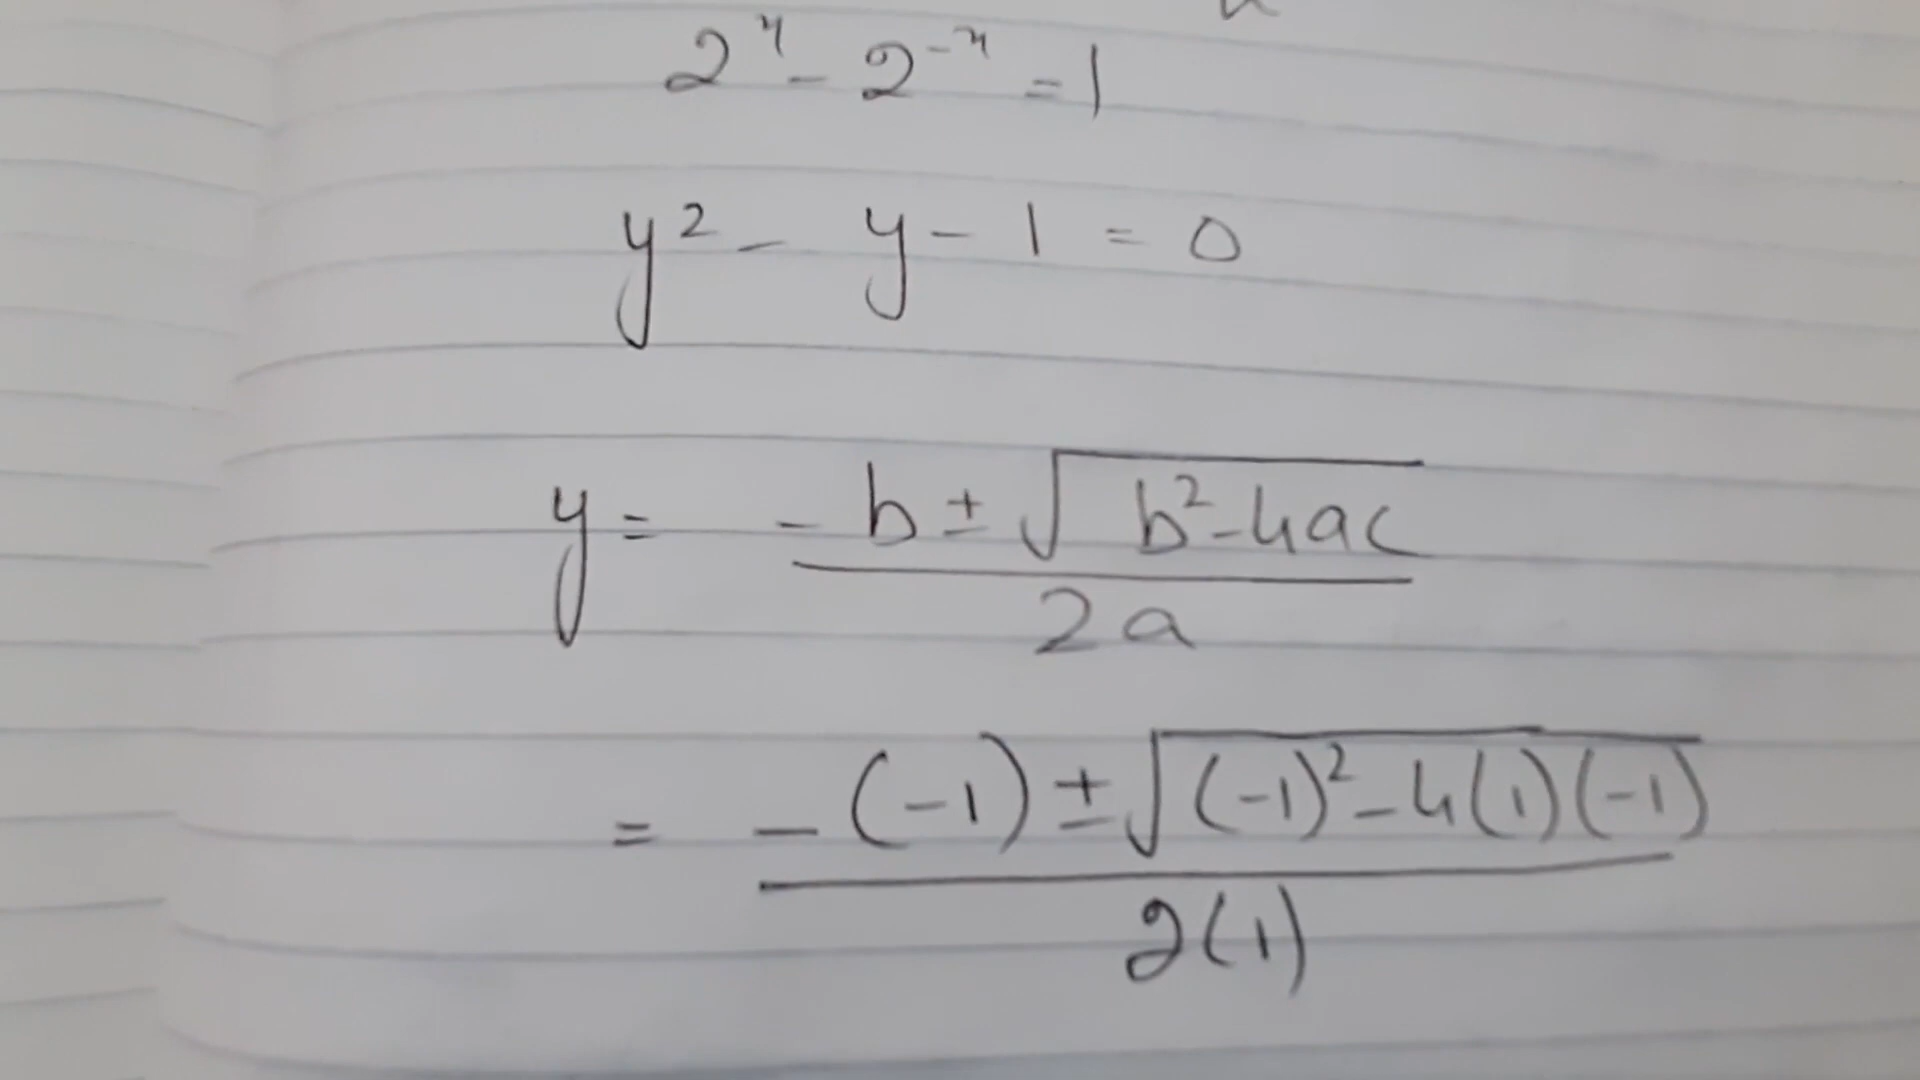 2^x - 2^-x = 1
y² - y - 1 = 0
y = (-b ± √(b² - 4ac)) / 2a
= (-(-1) ± √((-1)² - 4(1)(-1))) / 2(1)